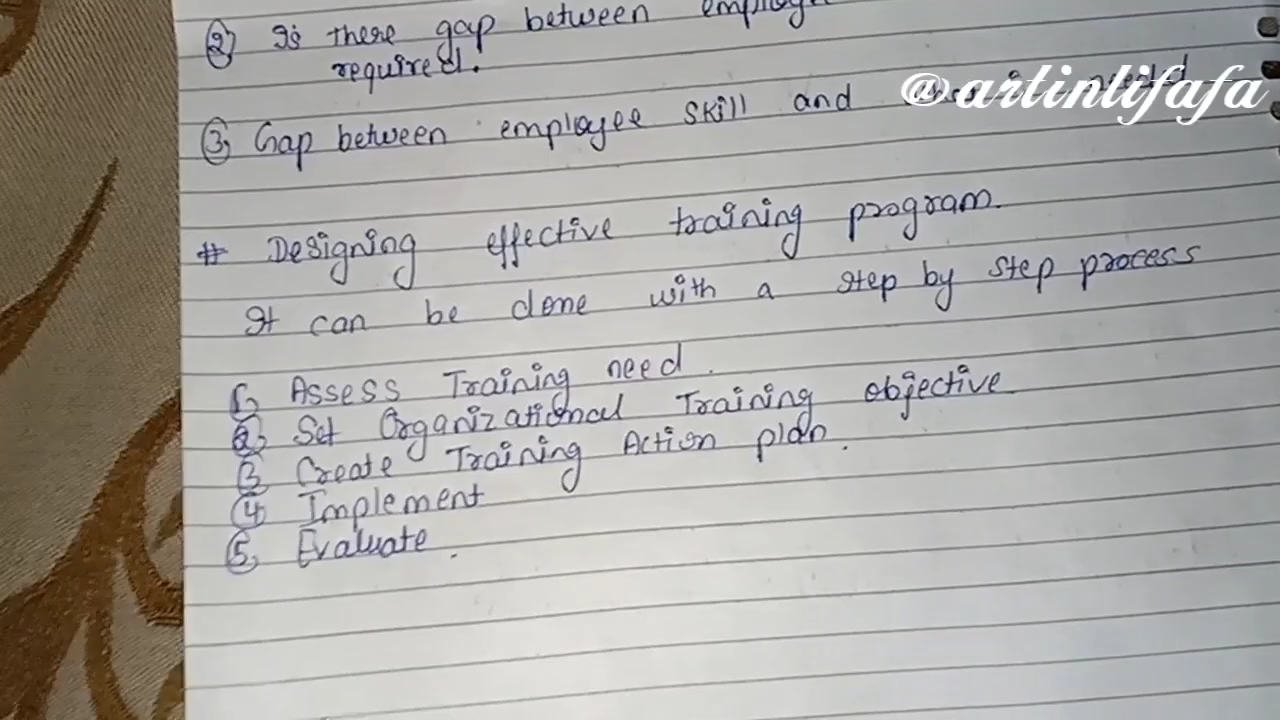 ② Is there gap between
required.
@artinlifafa
③ Gap between employee skill and needed
# Designing effective training program.
It can be done with a step by step process
①, Assess Training need.
②, Set Organizational Training objective
③ Create Training Action plan.
④ Implement
⑤, Evaluate.